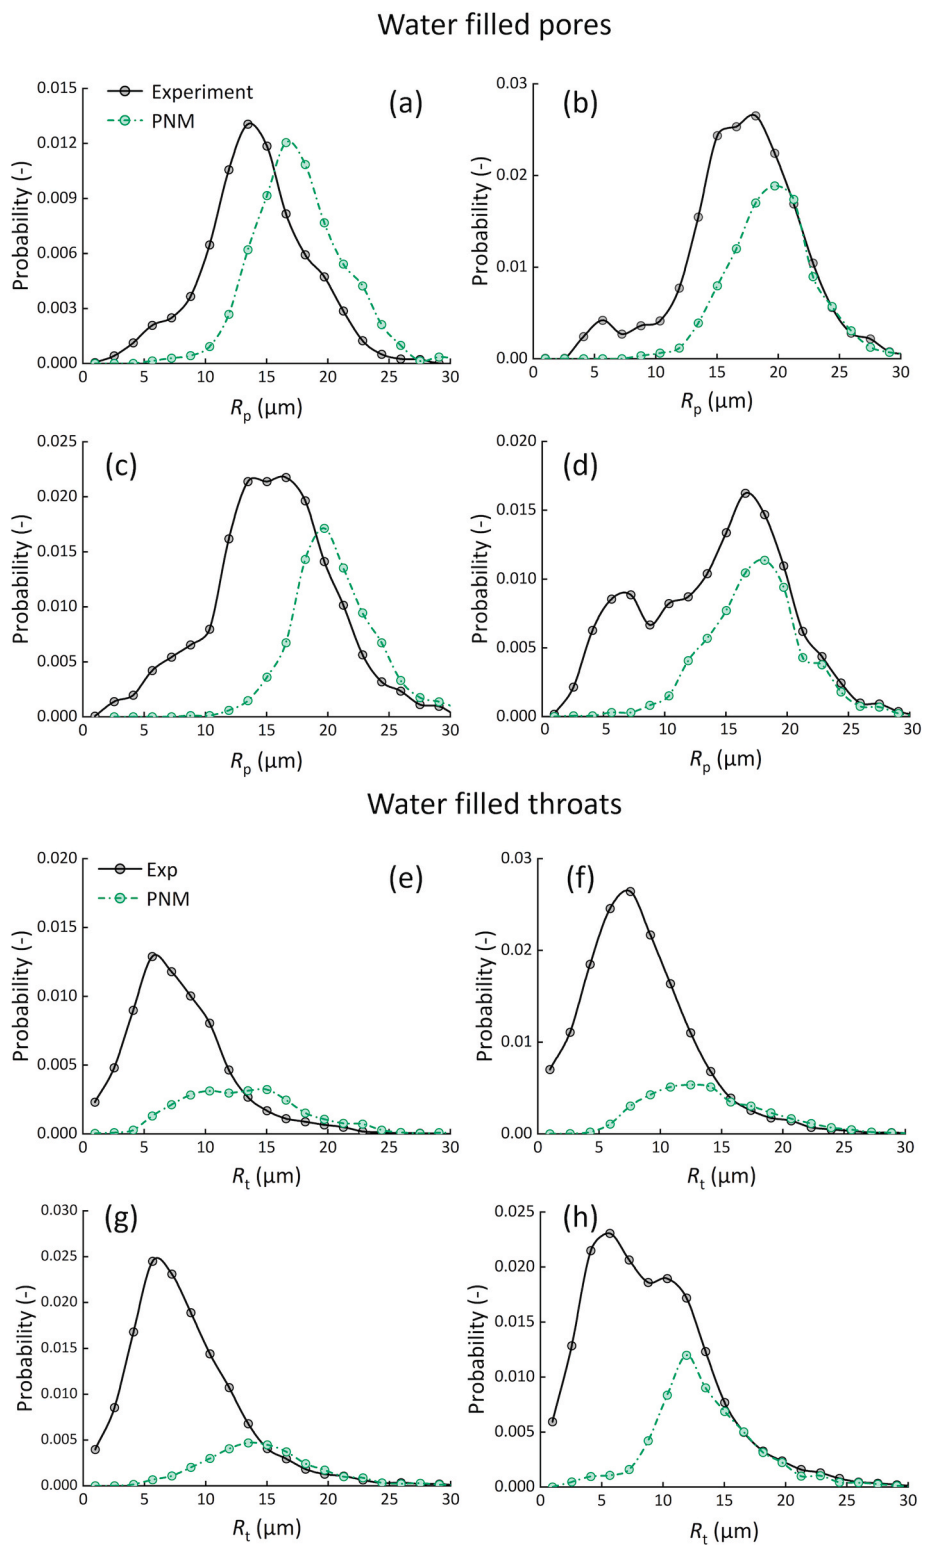 Water filled pores
Experiment
PNM
(a)
Probability (-)
0.015
0.012
0.009
0.006
0.003
0.000
0 5 10 15 20 25 30
Rp (μm)
(b)
Probability (-)
0.03
0.02
0.01
0.00
0 5 10 15 20 25 30
Rp (μm)
(c)
Probability (-)
0.025
0.020
0.015
0.010
0.005
0.000
0 5 10 15 20 25 30
Rp (μm)
(d)
Probability (-)
0.020
0.015
0.010
0.005
0.000
0 5 10 15 20 25 30
Rp (μm)
Water filled throats
Exp
PNM
(e)
Probability (-)
0.020
0.015
0.010
0.005
0.000
0 5 10 15 20 25 30
Rt (μm)
(f)
Probability (-)
0.03
0.02
0.01
0.00
0 5 10 15 20 25 30
Rt (μm)
(g)
Probability (-)
0.030
0.025
0.020
0.015
0.010
0.005
0.000
0 5 10 15 20 25 30
Rt (μm)
(h)
Probability (-)
0.025
0.020
0.015
0.010
0.005
0.000
0 5 10 15 20 25 30
Rt (μm)